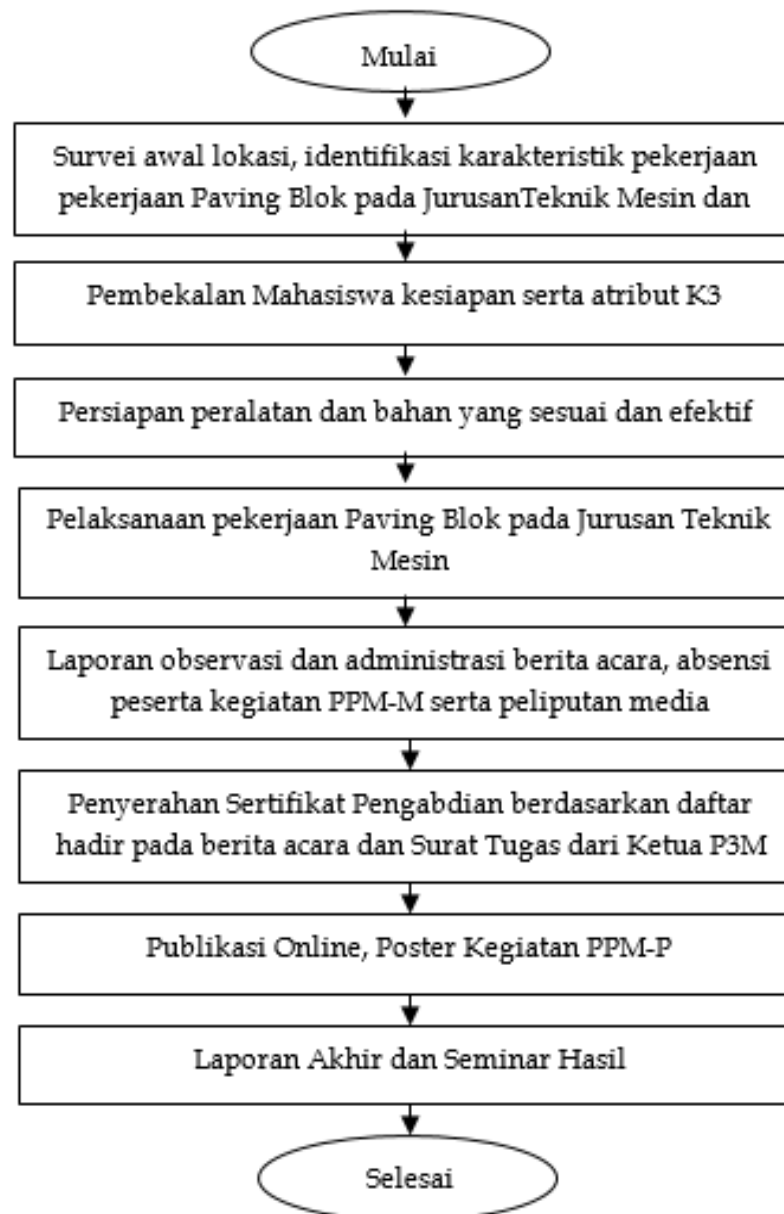 Mulai
Survei awal lokasi, identifikasi karakteristik pekerjaan
pekerjaan Paving Blok pada JurusanTeknik Mesin dan
Pembekalan Mahasiswa kesiapan serta atribut K3
Persiapan peralatan dan bahan yang sesuai dan efektif
Pelaksanaan pekerjaan Paving Blok pada Jurusan Teknik
Mesin
Laporan observasi dan administrasi berita acara, absensi
peserta kegiatan PPM-M serta peliputan media
Penyerahan Sertifikat Pengabdian berdasarkan daftar
hadir pada berita acara dan Surat Tugas dari Ketua P3M
Publikasi Online, Poster Kegiatan PPM-P
Laporan Akhir dan Seminar Hasil
Selesai